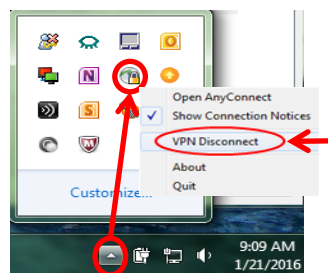 Open AnyConnect
Show Connection Notices
VPN Disconnect
About
Quit
Customize...
9:09 AM
1/21/2016